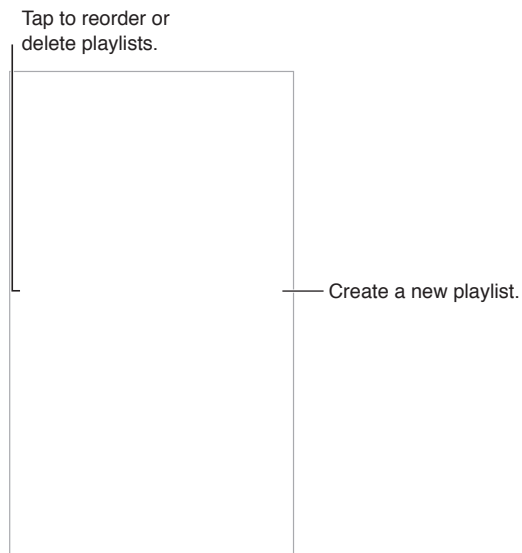 Tap to reorder or
delete playlists.
Create a new playlist.